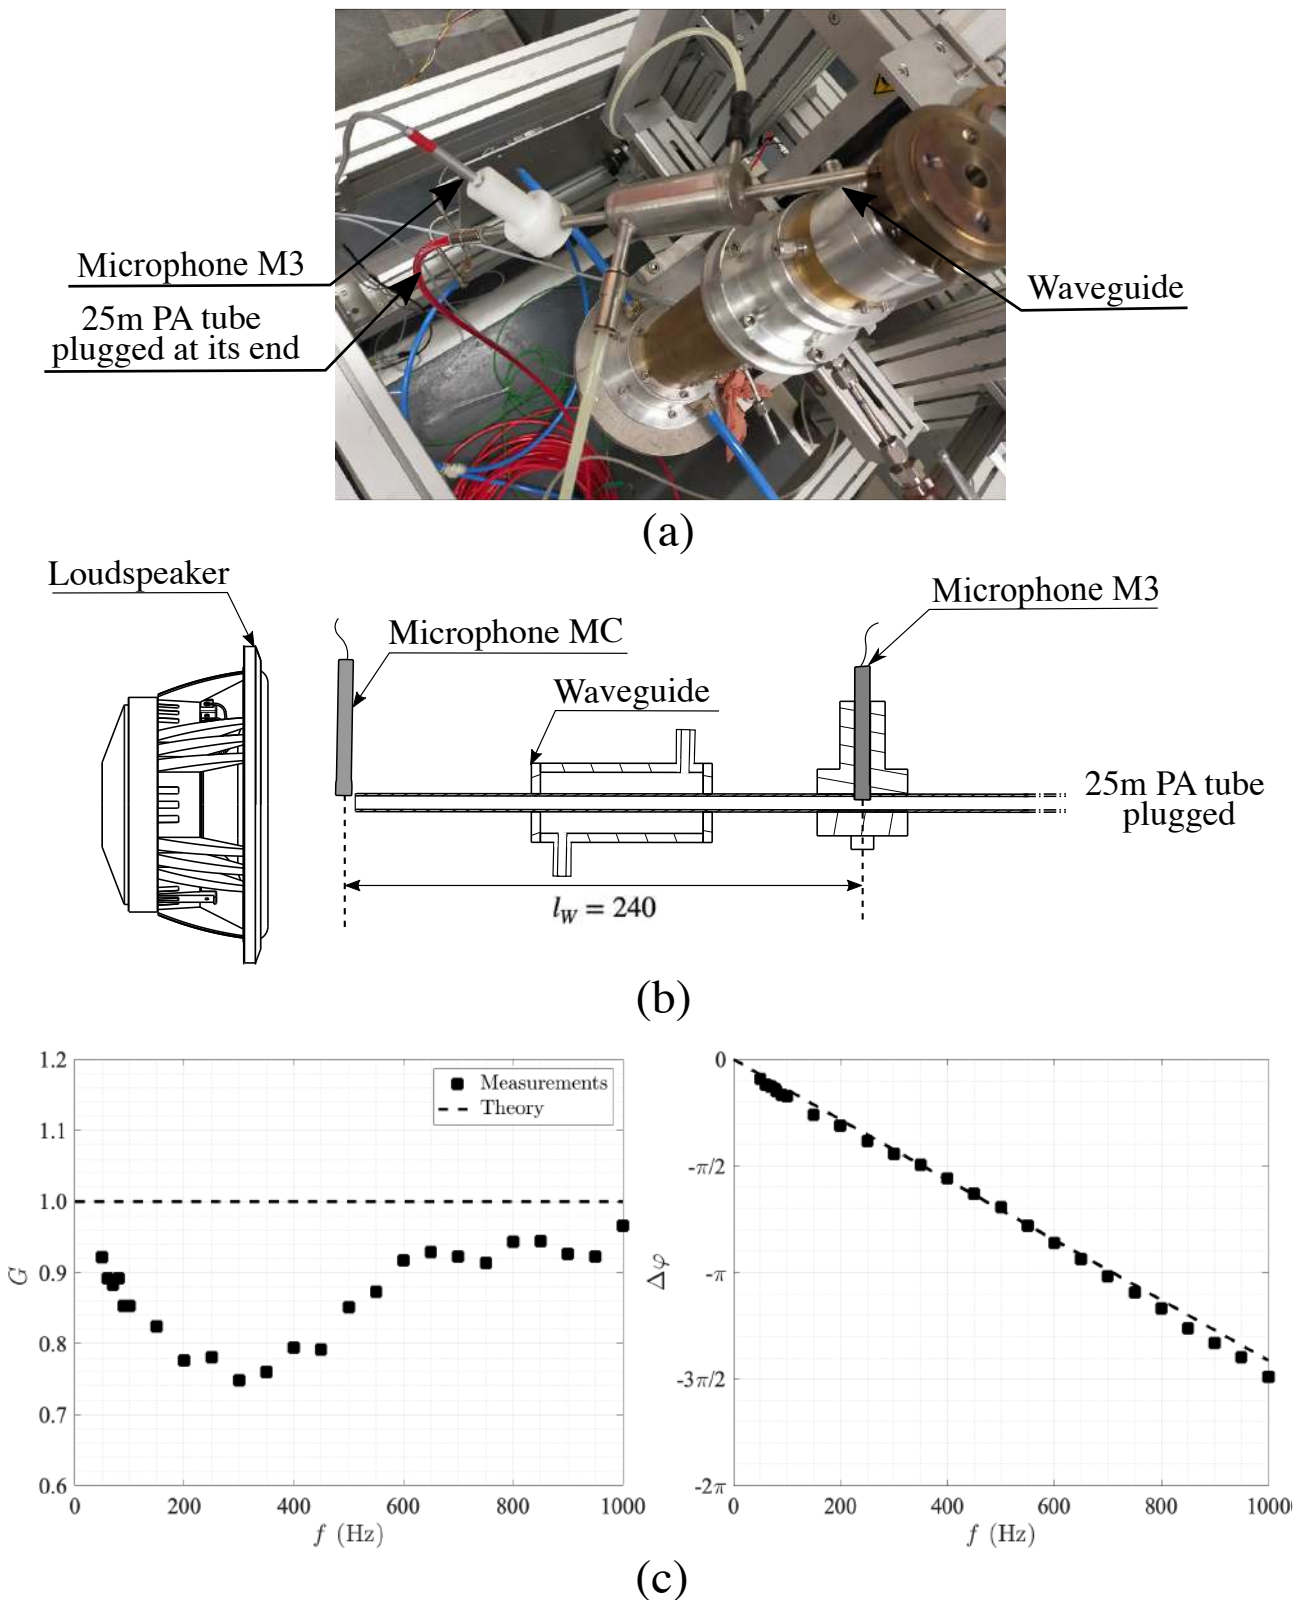 Microphone M3
25m PA tube
plugged at its end
Waveguide
(a)
Loudspeaker
Microphone MC
Waveguide
Microphone M3
25m PA tube
plugged
l_W = 240
(b)
1.2
1.1
1.0
0.9
0.8
0.7
0.6
G
Measurements
Theory
0 200 400 600 800 1000
f (Hz)
0
-π/2
-π
-3π/2
-2π
Δφ
0 200 400 600 800 1000
f (Hz)
(c)